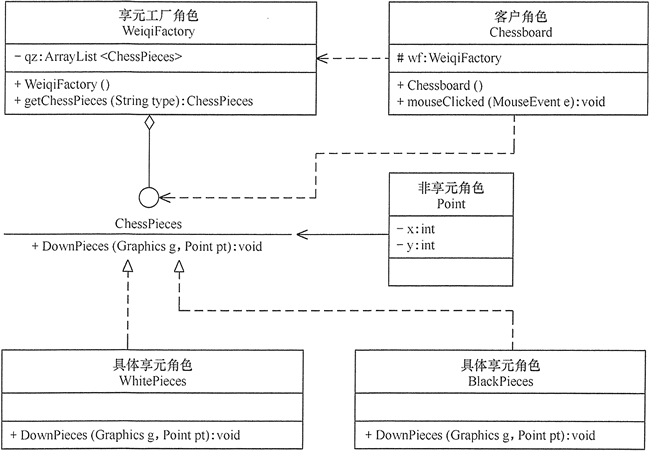 享元工厂角色
WeiqiFactory
− qz:ArrayList <ChessPieces>
+ WeiqiFactory ()
+ getChessPieces (String type):ChessPieces
客户角色
Chessboard
# wf:WeiqiFactory
+ Chessboard ()
+ mouseClicked (MouseEvent e):void
ChessPieces
+ DownPieces (Graphics g，Point pt):void
非享元角色
Point
− x:int
− y:int
具体享元角色
WhitePieces
+ DownPieces (Graphics g，Point pt):void
具体享元角色
BlackPieces
+ DownPieces (Graphics g，Point pt):void